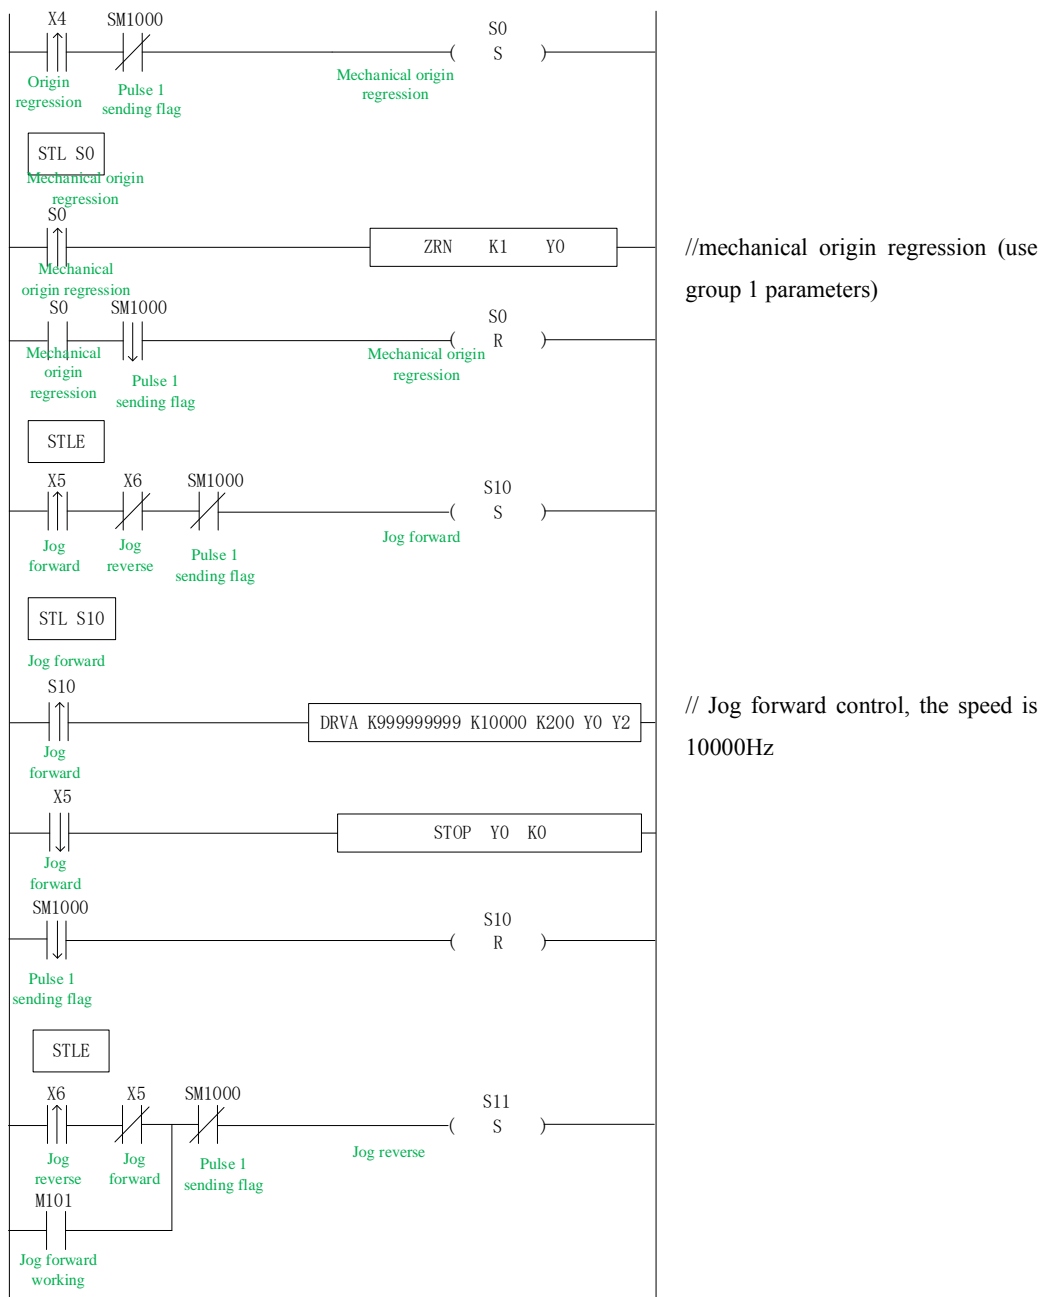 X4 SM1000
S0
( S )
Origin
regression
Pulse 1
sending flag
Mechanical origin
regression
STL S0
Mechanical origin
regression
S0
ZRN K1 Y0
//mechanical origin regression (use
group 1 parameters)
Mechanical
origin regression
S0 SM1000
S0
( R )
Mechanical
origin
regression
Pulse 1
sending flag
Mechanical origin
regression
STLE
X5 X6 SM1000
S10
( S )
Jog
forward
Jog
reverse
Pulse 1
sending flag
Jog forward
STL S10
Jog forward
S10
DRVA K999999999 K10000 K200 Y0 Y2
// Jog forward control, the speed is
10000Hz
Jog
forward
X5
STOP Y0 K0
Jog
forward
SM1000
S10
( R )
Pulse 1
sending flag
STLE
X6 X5 SM1000
S11
( S )
Jog
reverse
Jog
forward
Pulse 1
sending flag
Jog reverse
M101
Jog forward
working